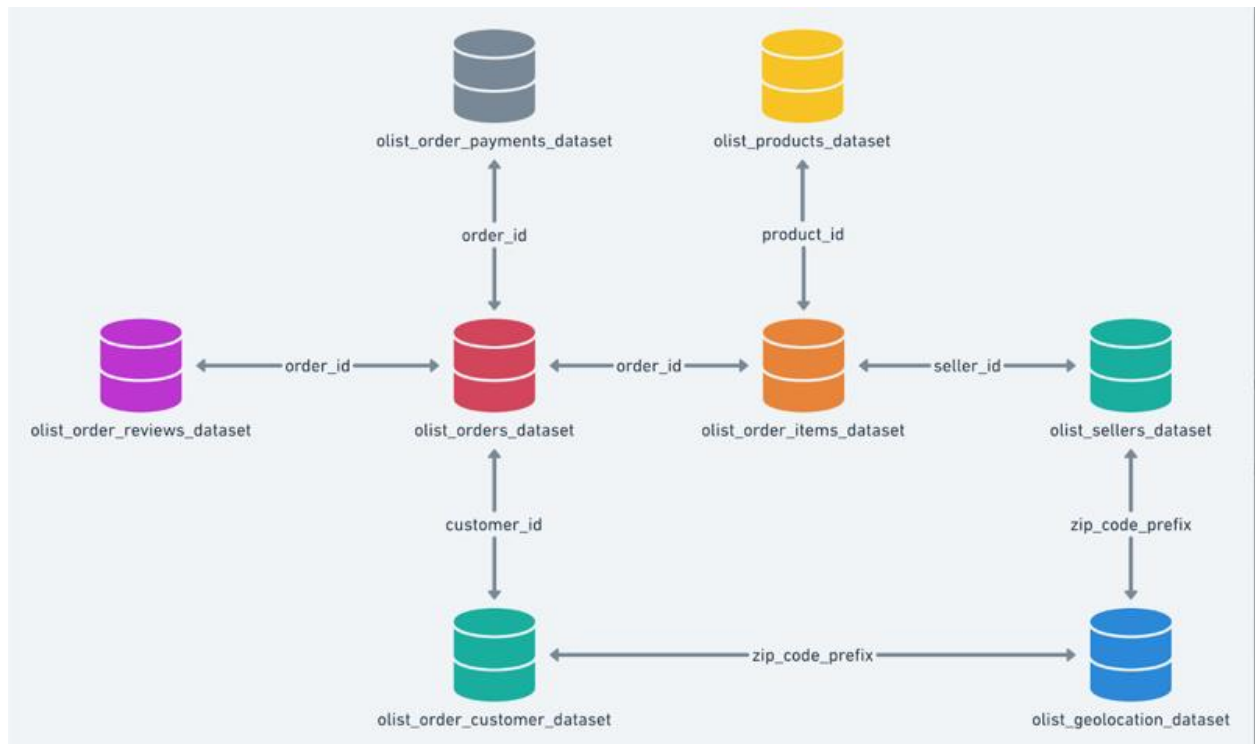 olist_order_payments_dataset
olist_products_dataset
order_id
product_id
order_id
order_id
seller_id
olist_order_reviews_dataset
olist_orders_dataset
olist_order_items_dataset
olist_sellers_dataset
customer_id
zip_code_prefix
zip_code_prefix
olist_order_customer_dataset
olist_geolocation_dataset